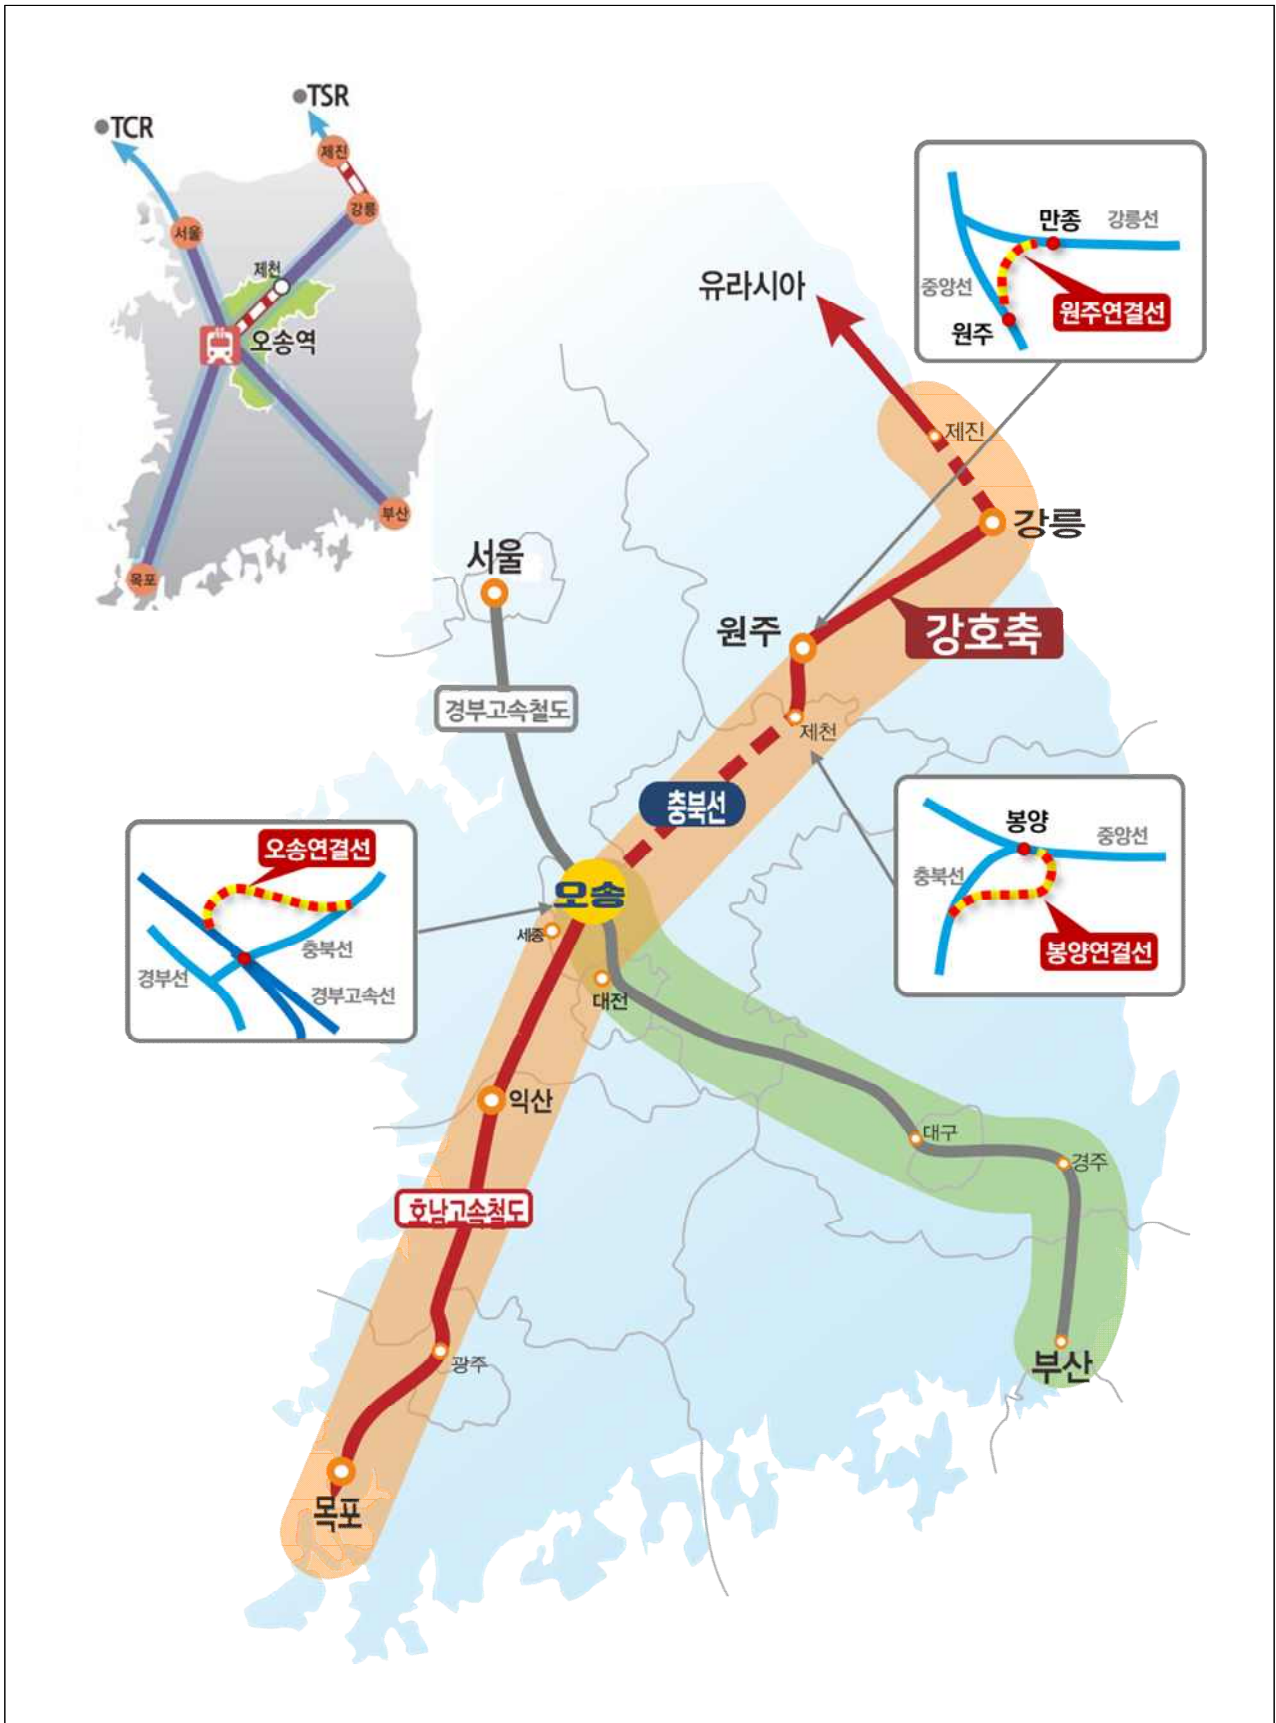 TSR
TCR
제진
강릉
서울
제천
오송역
부산
목포
만종
강릉선
중앙선
원주연결선
원주
유라시아
제진
강릉
서울
원주
강호축
경부고속철도
제천
충북선
봉양
중앙선
충북선
봉양연결선
오송연결선
충북선
경부선
경부고속선
오송
세종
대전
익산
대구
경주
호남고속철도
광주
부산
목포